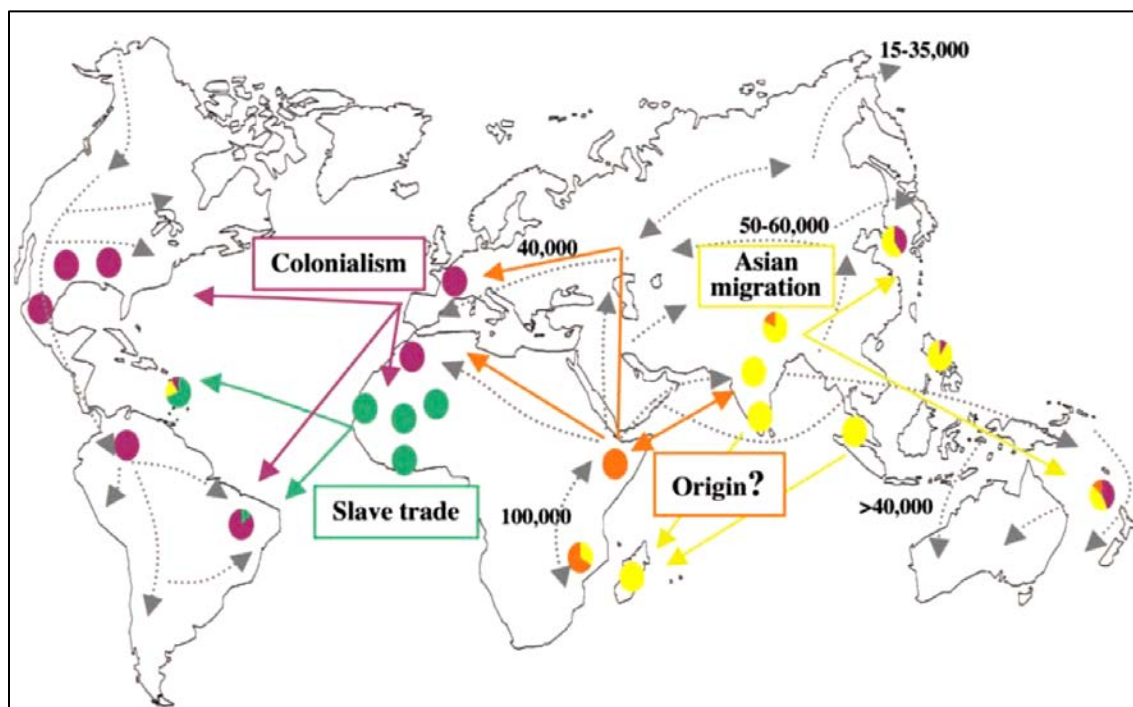 15-35,000
50-60,000
Colonialism
40,000
Asian
migration
Origin?
Slave trade
100,000
>40,000